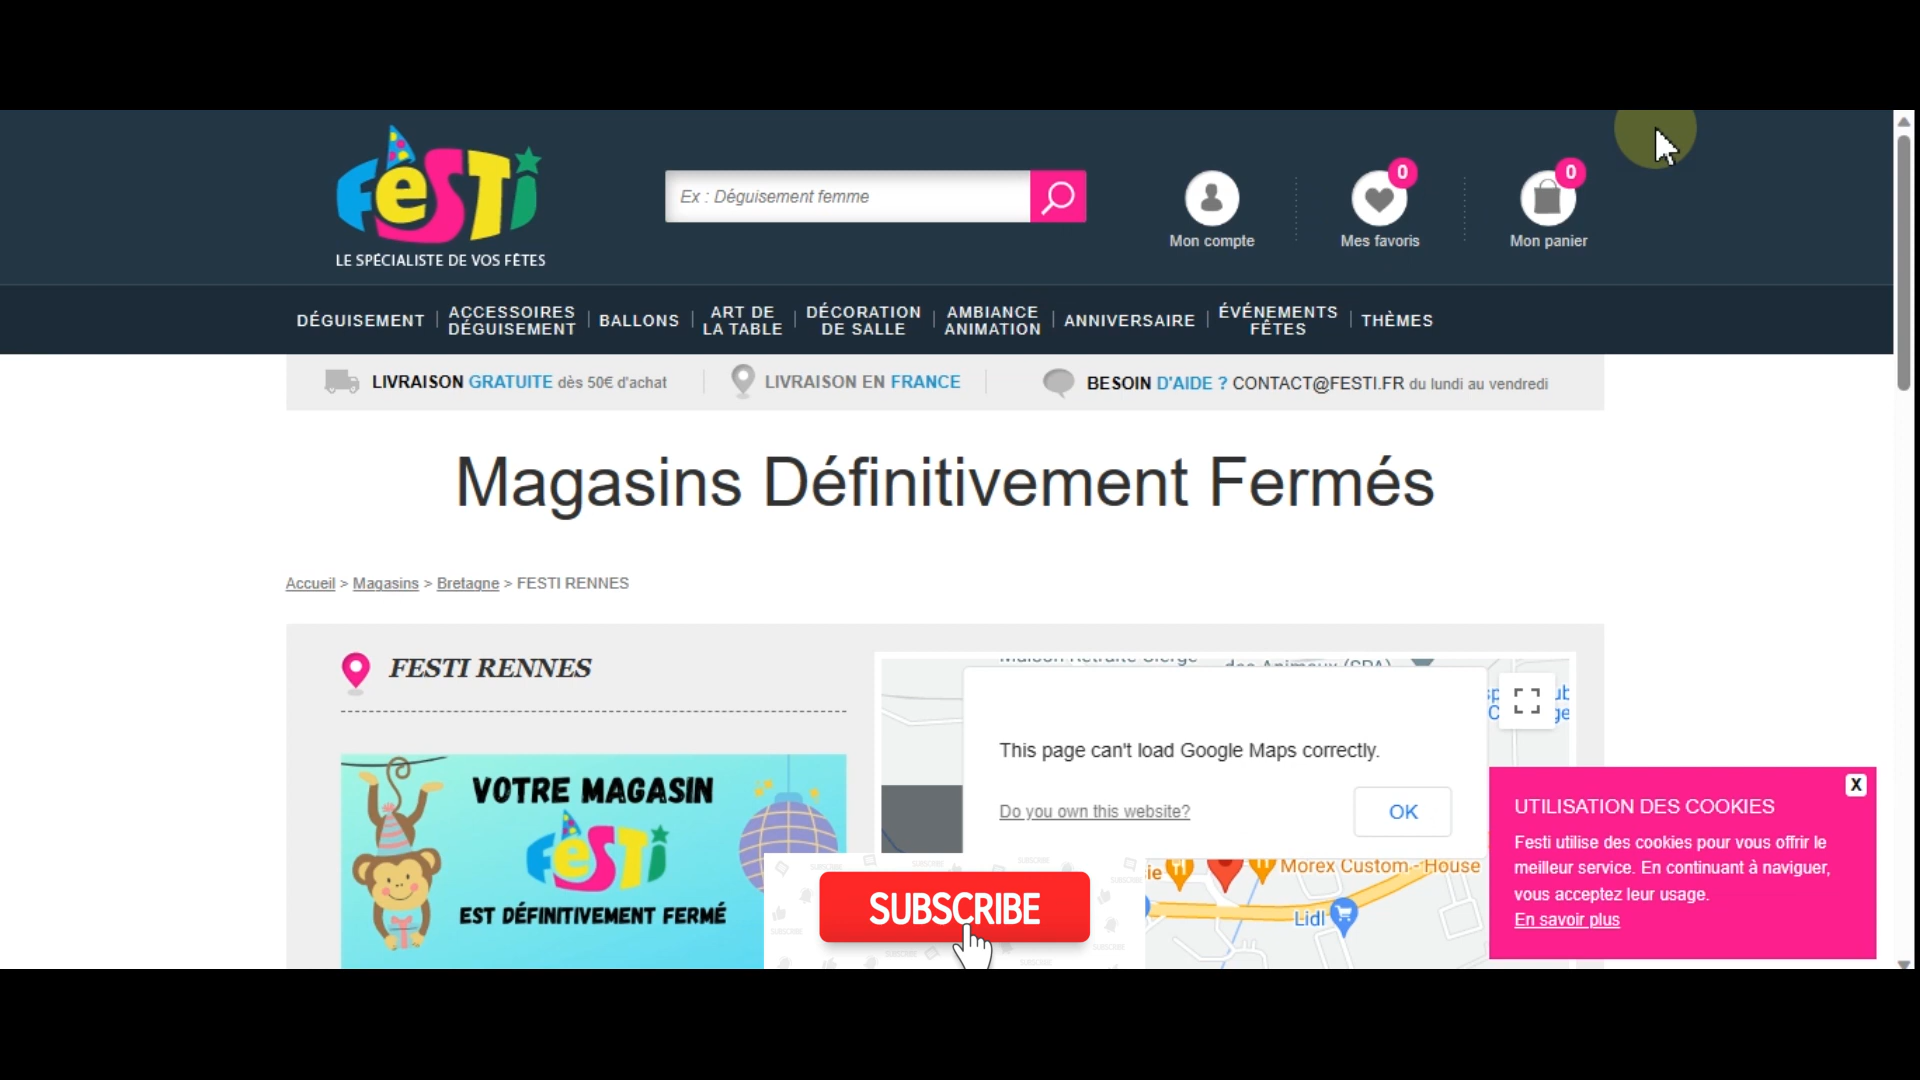 FESTI
LE SPÉCIALISTE DE VOS FÊTES
Ex : Déguisement femme
Mon compte
0
Mes favoris
0
Mon panier
DÉGUISEMENT
ACCESSOIRES
DÉGUISEMENT
BALLONS
ART DE
LA TABLE
DÉCORATION
DE SALLE
AMBIANCE
ANIMATION
ANNIVERSAIRE
ÉVÉNEMENTS
FÊTES
THÈMES
LIVRAISON GRATUITE dès 50€ d'achat
LIVRAISON EN FRANCE
BESOIN D'AIDE ? CONTACT@FESTI.FR du lundi au vendredi
Magasins Définitivement Fermés
Accueil > Magasins > Bretagne > FESTI RENNES
FESTI RENNES
VOTRE MAGASIN
FESTI
EST DÉFINITIVEMENT FERMÉ
This page can't load Google Maps correctly.
Do you own this website?
OK
Morex Custom - House
Lidl
SUBSCRIBE
X
UTILISATION DES COOKIES
Festi utilise des cookies pour vous offrir le
meilleur service. En continuant à naviguer,
vous acceptez leur usage.
En savoir plus